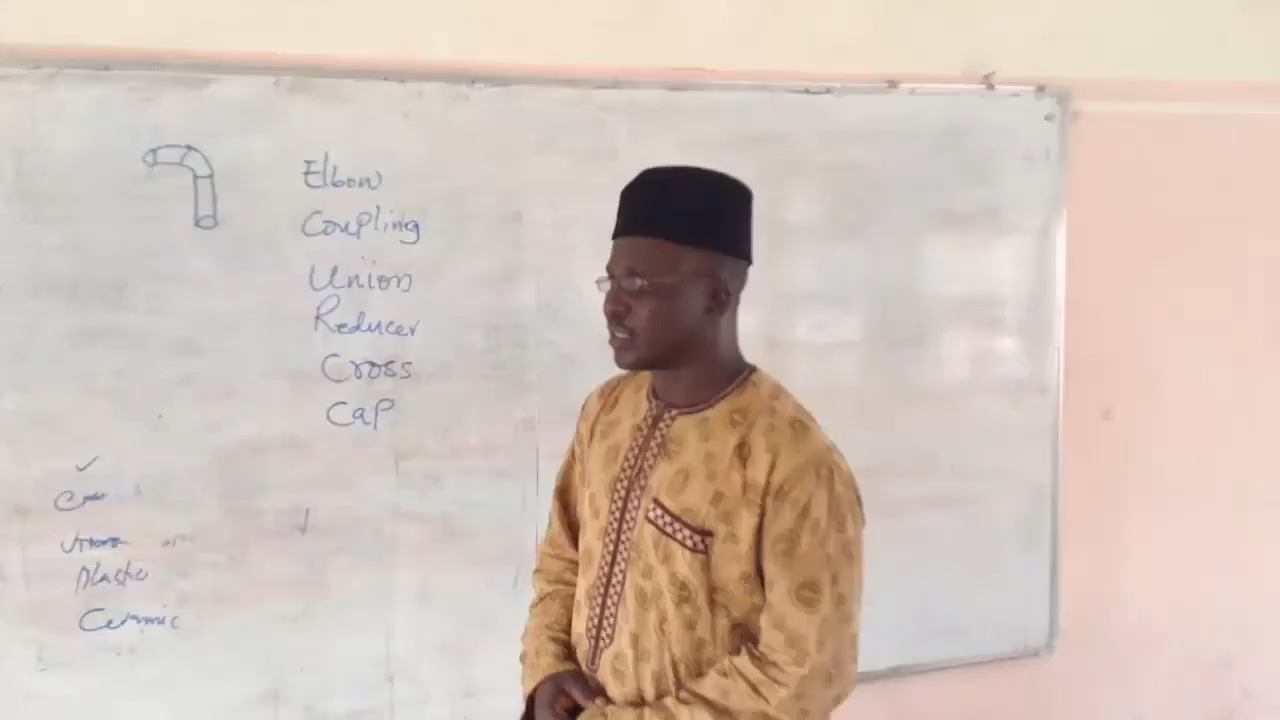 Elbow
Coupling
Union
Reducer
Cross
Cap
Plastic
Ceramic